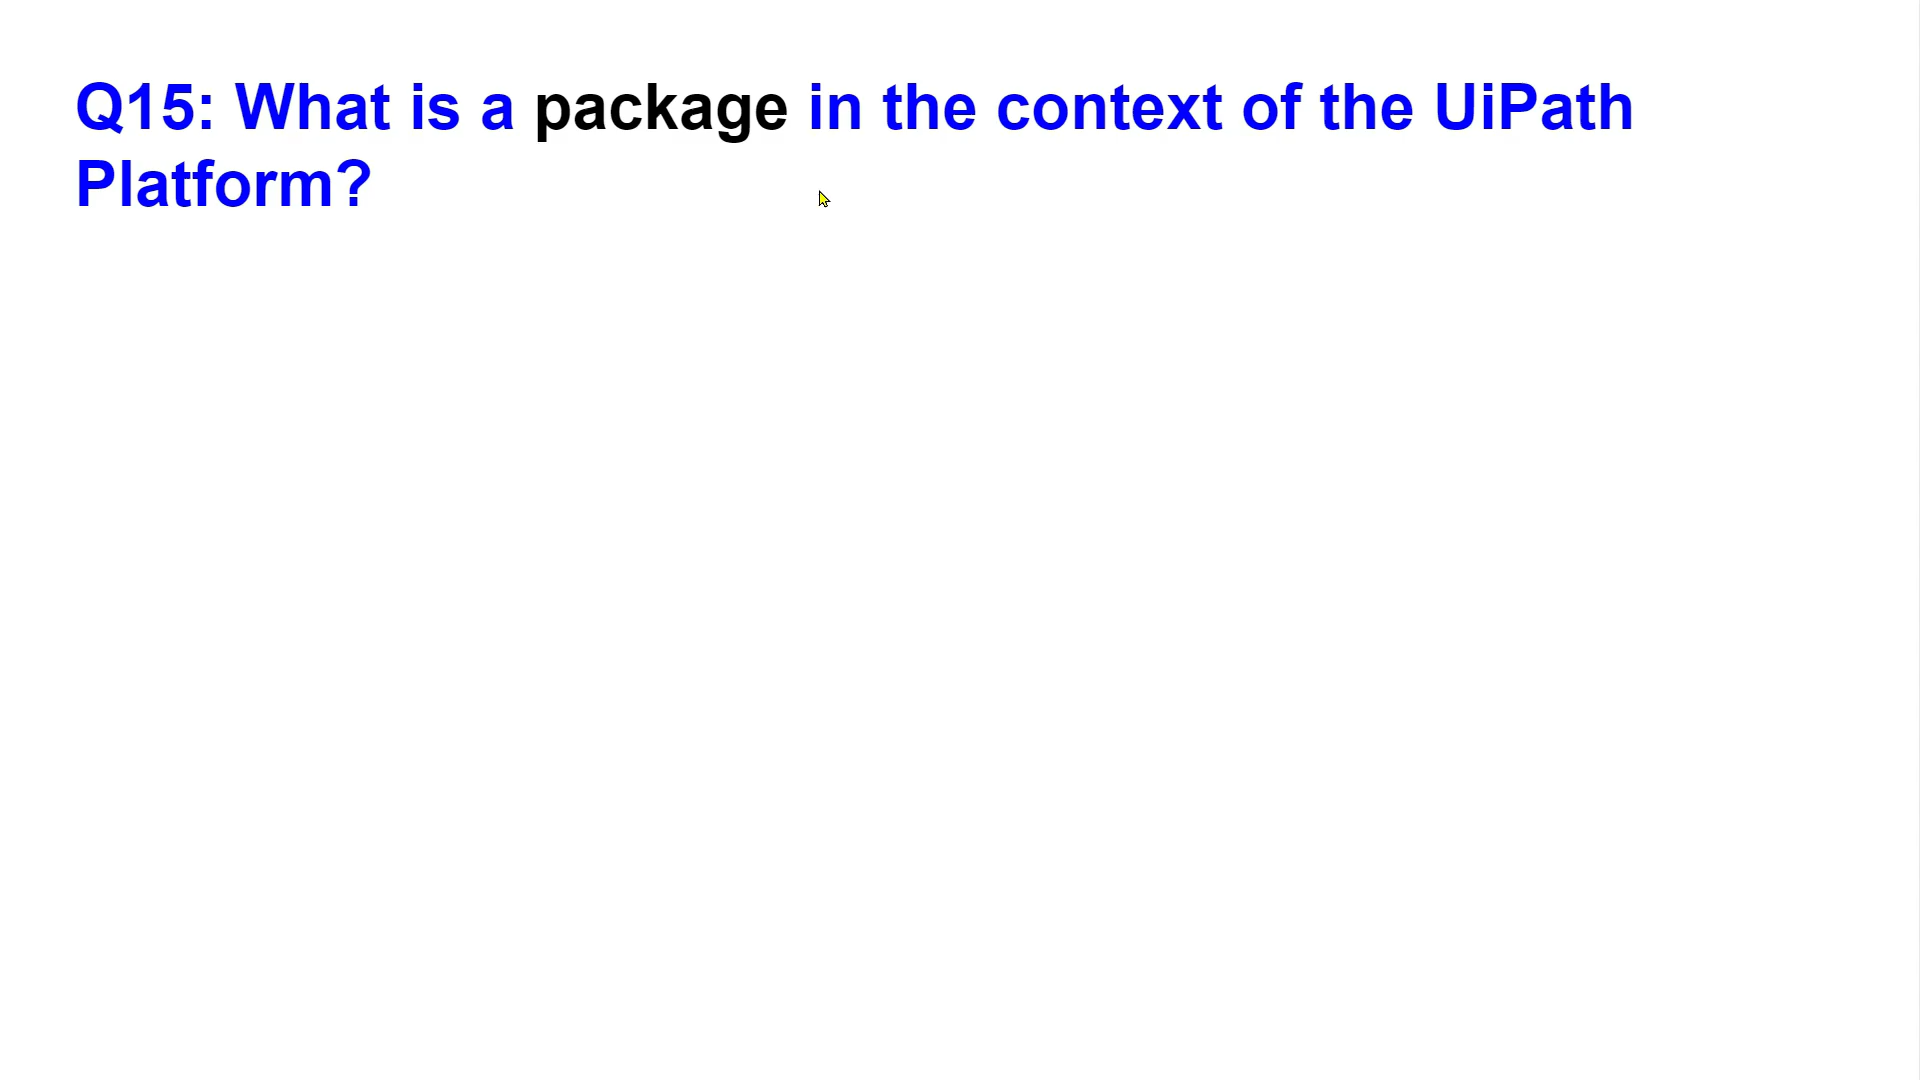 Q15: What is a package in the context of the UiPath
Platform?